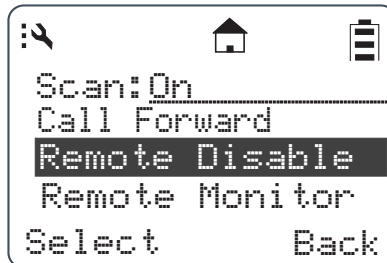 Scan:On
Call Forward
Remote Disable
Remote Monitor
Select Back